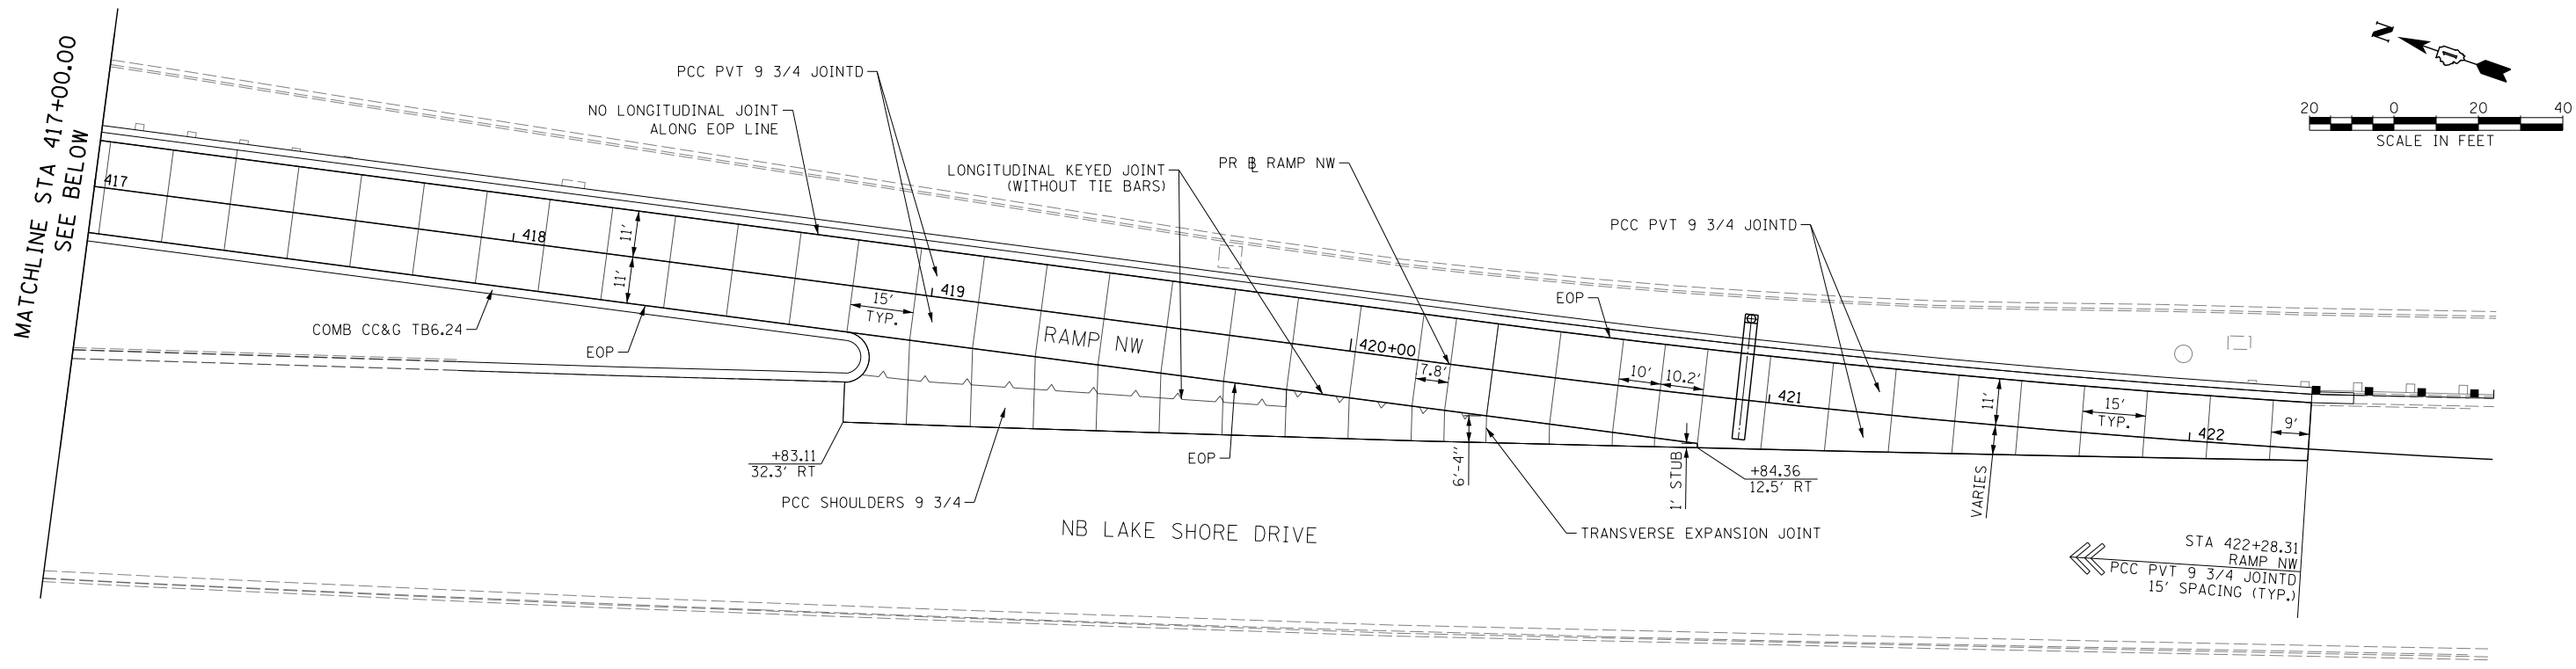 MATCHLINE STA 417+00.00
SEE BELOW
PCC PVT 9 3/4 JOINTD
NO LONGITUDINAL JOINT
ALONG EOP LINE
LONGITUDINAL KEYED JOINT
(WITHOUT TIE BARS)
PR BL RAMP NW
PCC PVT 9 3/4 JOINTD
N
20 0 20 40
SCALE IN FEET
417
418
11'
11'
419
15'
TYP.
RAMP NW
420+00
7.8'
EOP
10'
10.2'
421
11'
15'
TYP.
422
9'
COMB CC&G TB6.24
EOP
+83.11
32.3' RT
PCC SHOULDERS 9 3/4
EOP
6'-4"
1' STUB
+84.36
12.5' RT
VARIES
NB LAKE SHORE DRIVE
TRANSVERSE EXPANSION JOINT
STA 422+28.31
RAMP NW
PCC PVT 9 3/4 JOINTD
15' SPACING (TYP.)